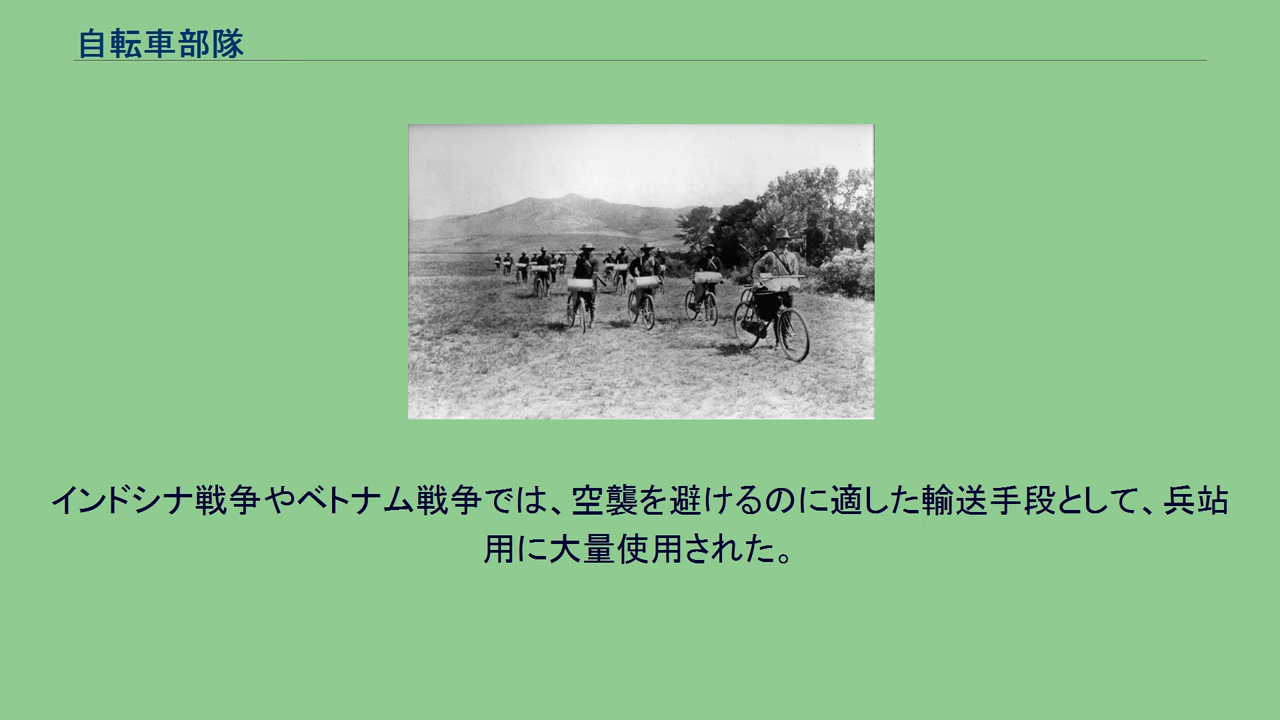 自転車部隊
インドシナ戦争やベトナム戦争では、空襲を避けるのに適した輸送手段として、兵站
用に大量使用された。